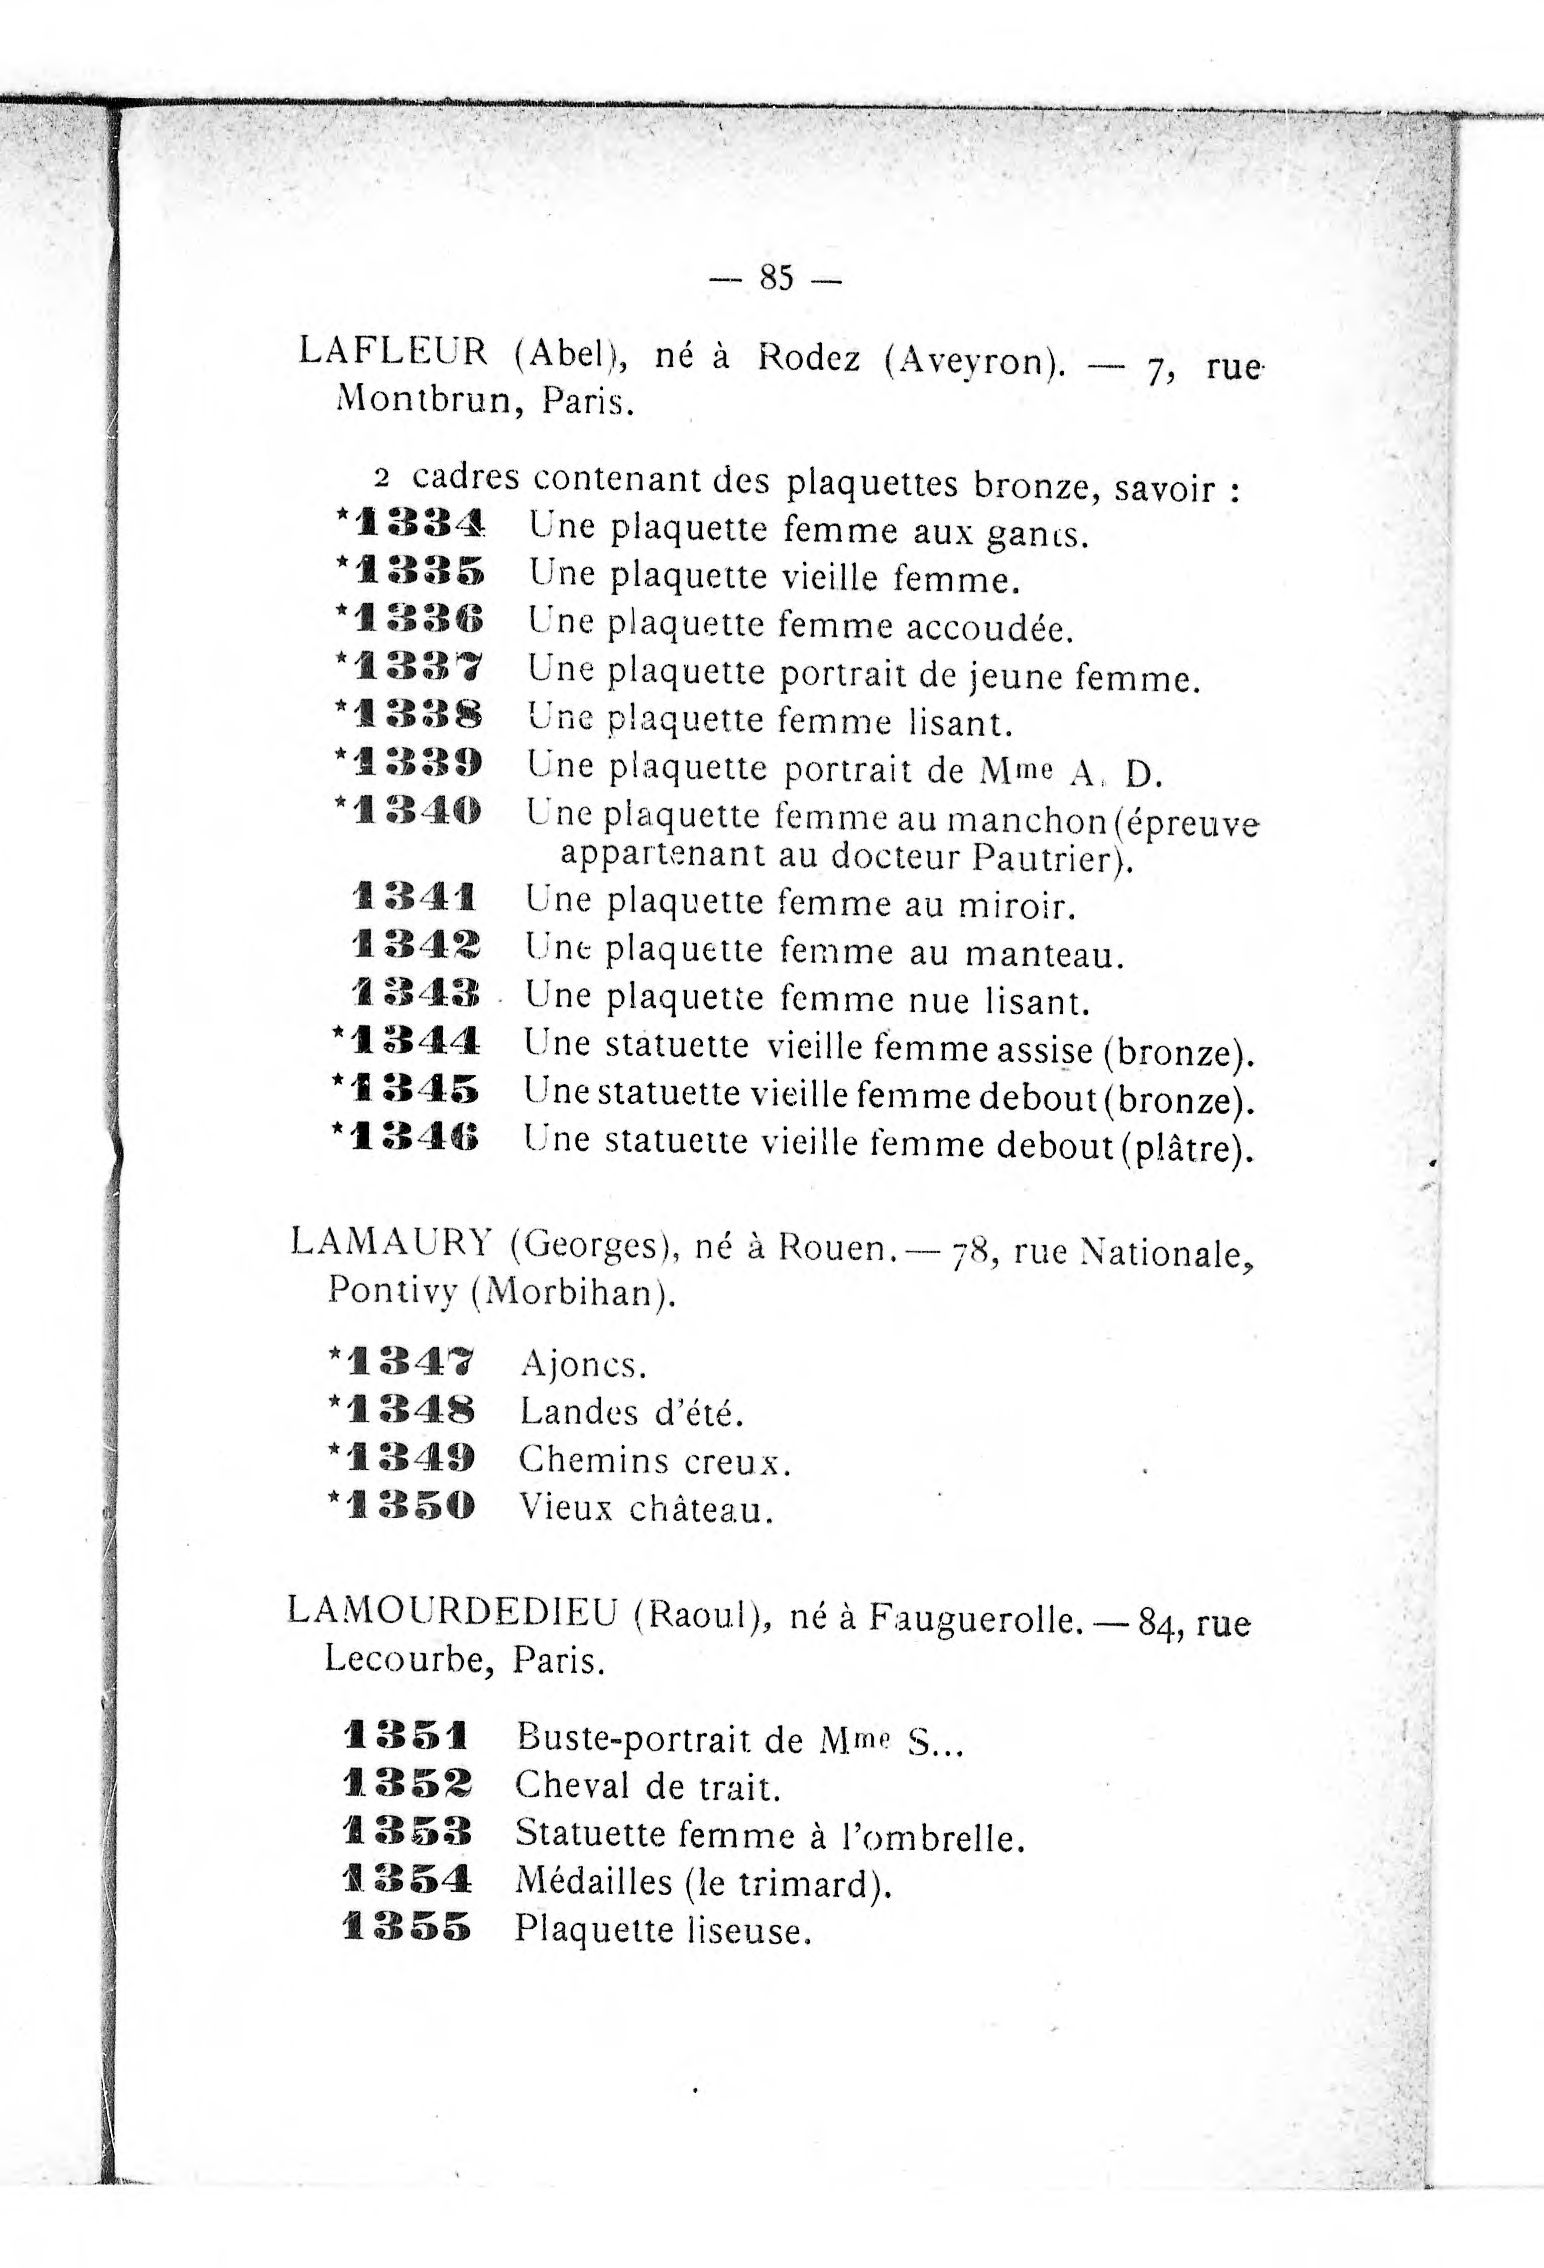 — 85 —
LAFLEUR (Abel), né à Rodez (Aveyron). — 7, rue
Montbrun, Paris.
2 cadres contenant des plaquettes bronze, savoir :
*1334 Une plaquette femme aux gants.
*1335 Une plaquette vieille femme.
*1336 Une plaquette femme accoudée.
*1337 Une plaquette portrait de jeune femme.
*1338 Une plaquette femme lisant.
*1339 Une plaquette portrait de Mme A. D.
*1340 Une plaquette femme au manchon (épreuve
appartenant au docteur Pautrier).
1341 Une plaquette femme au miroir.
1342 Une plaquette femme au manteau.
1343 Une plaquette femme nue lisant.
*1344 Une statuette vieille femme assise (bronze).
*1345 Une statuette vieille femme debout (bronze).
*1346 Une statuette vieille femme debout (plâtre).
LAMAURY (Georges), né à Rouen. — 78, rue Nationale,
Pontivy (Morbihan).
*1347 Ajoncs.
*1348 Landes d'été.
*1349 Chemins creux.
*1350 Vieux château.
LAMOURDEDIEU (Raoul), né à Fauguerolle. — 84, rue
Lecourbe, Paris.
1351 Buste-portrait de Mme S...
1352 Cheval de trait.
1353 Statuette femme à l'ombrelle.
1354 Médailles (le trimard).
1355 Plaquette liseuse.